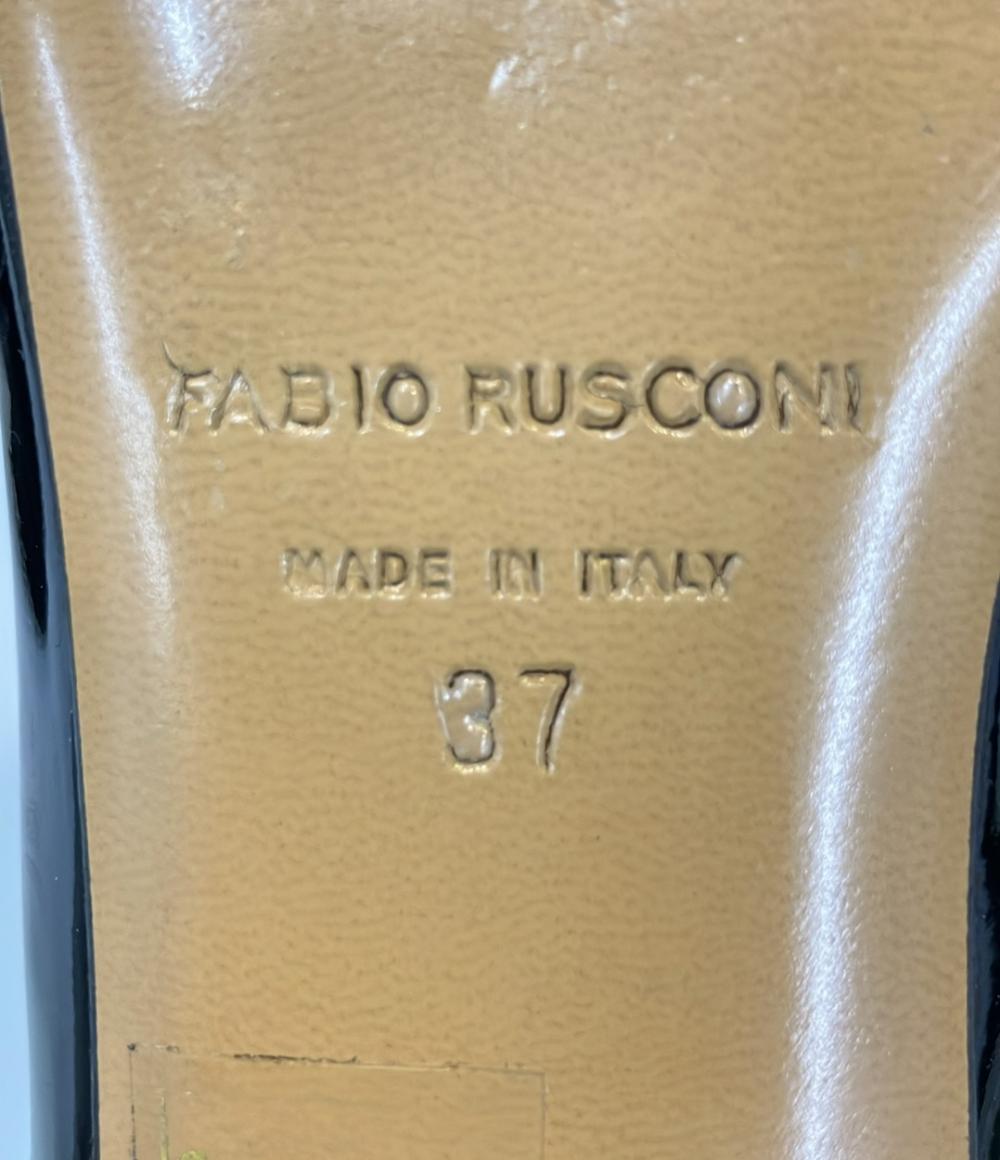 FABIO RUSCONI
MADE IN ITALY
37